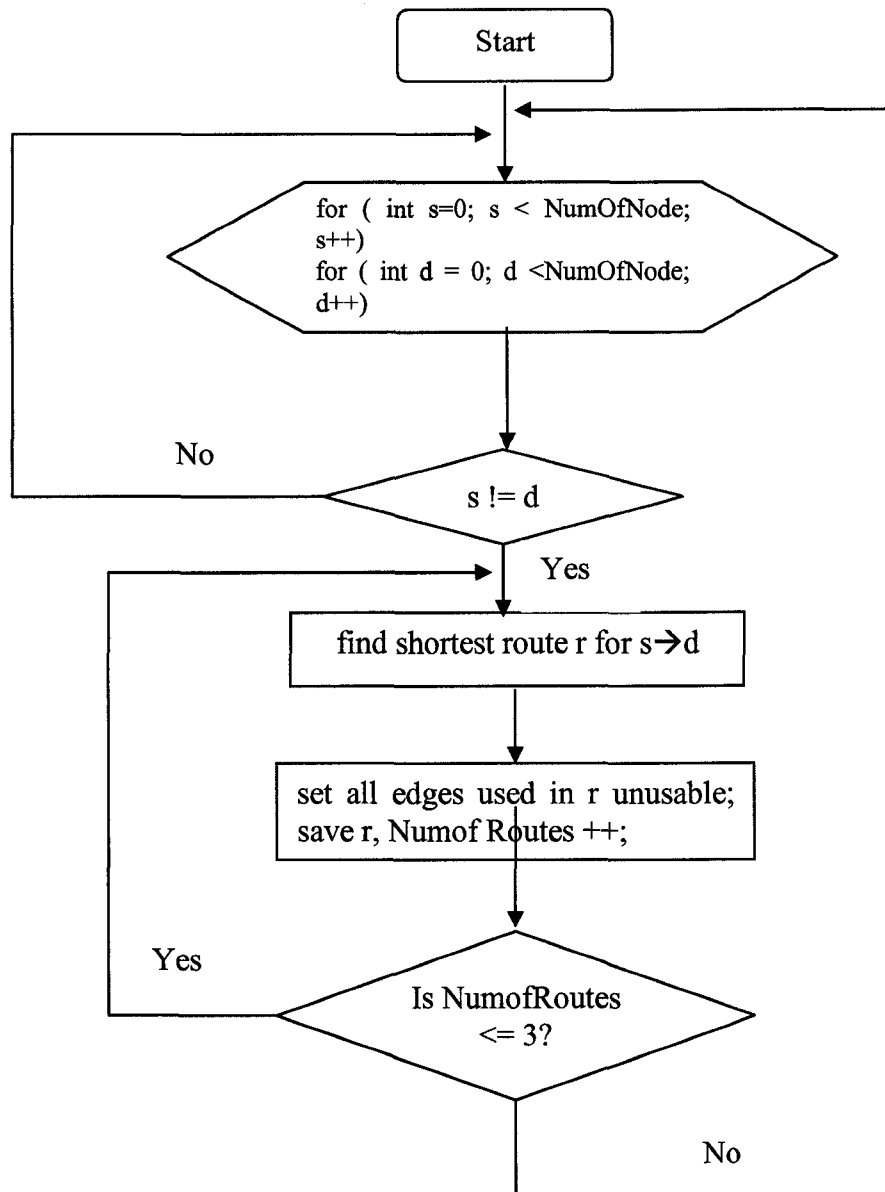 Start
for ( int s=0; s < NumOfNode;
s++)
for ( int d = 0; d <NumOfNode;
d++)
No
s != d
Yes
find shortest route r for s→d
set all edges used in r unusable;
save r, Numof Routes ++;
Yes
Is NumofRoutes
<= 3?
No